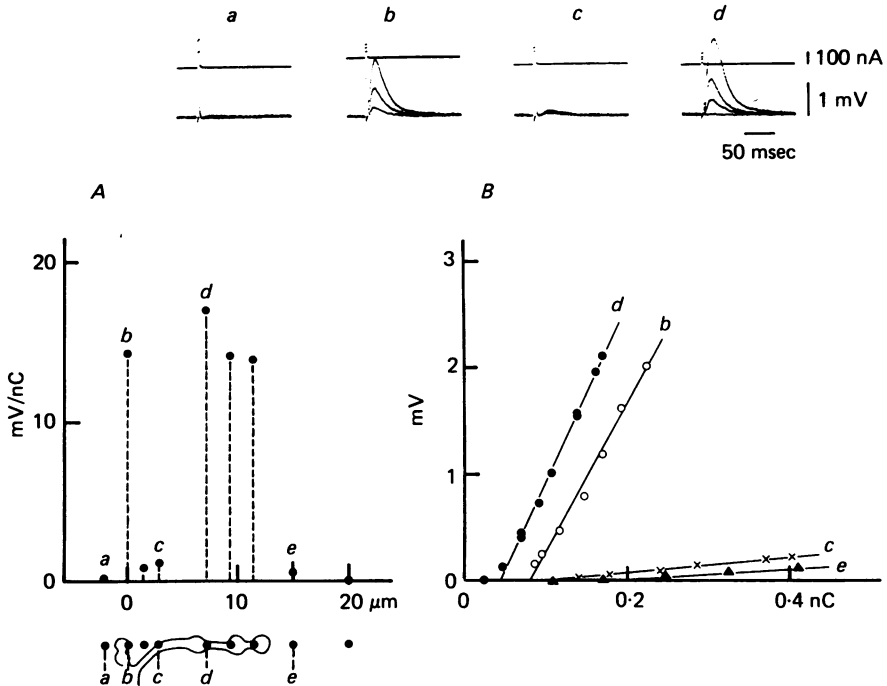 a b c d
100 nA
1 mV
50 msec
A B
20
10
0
mV/nC
a b c d e
0 10 20 μm
a b c d e
3
2
1
0
mV
d b
c
e
0 0·2 0·4 nC